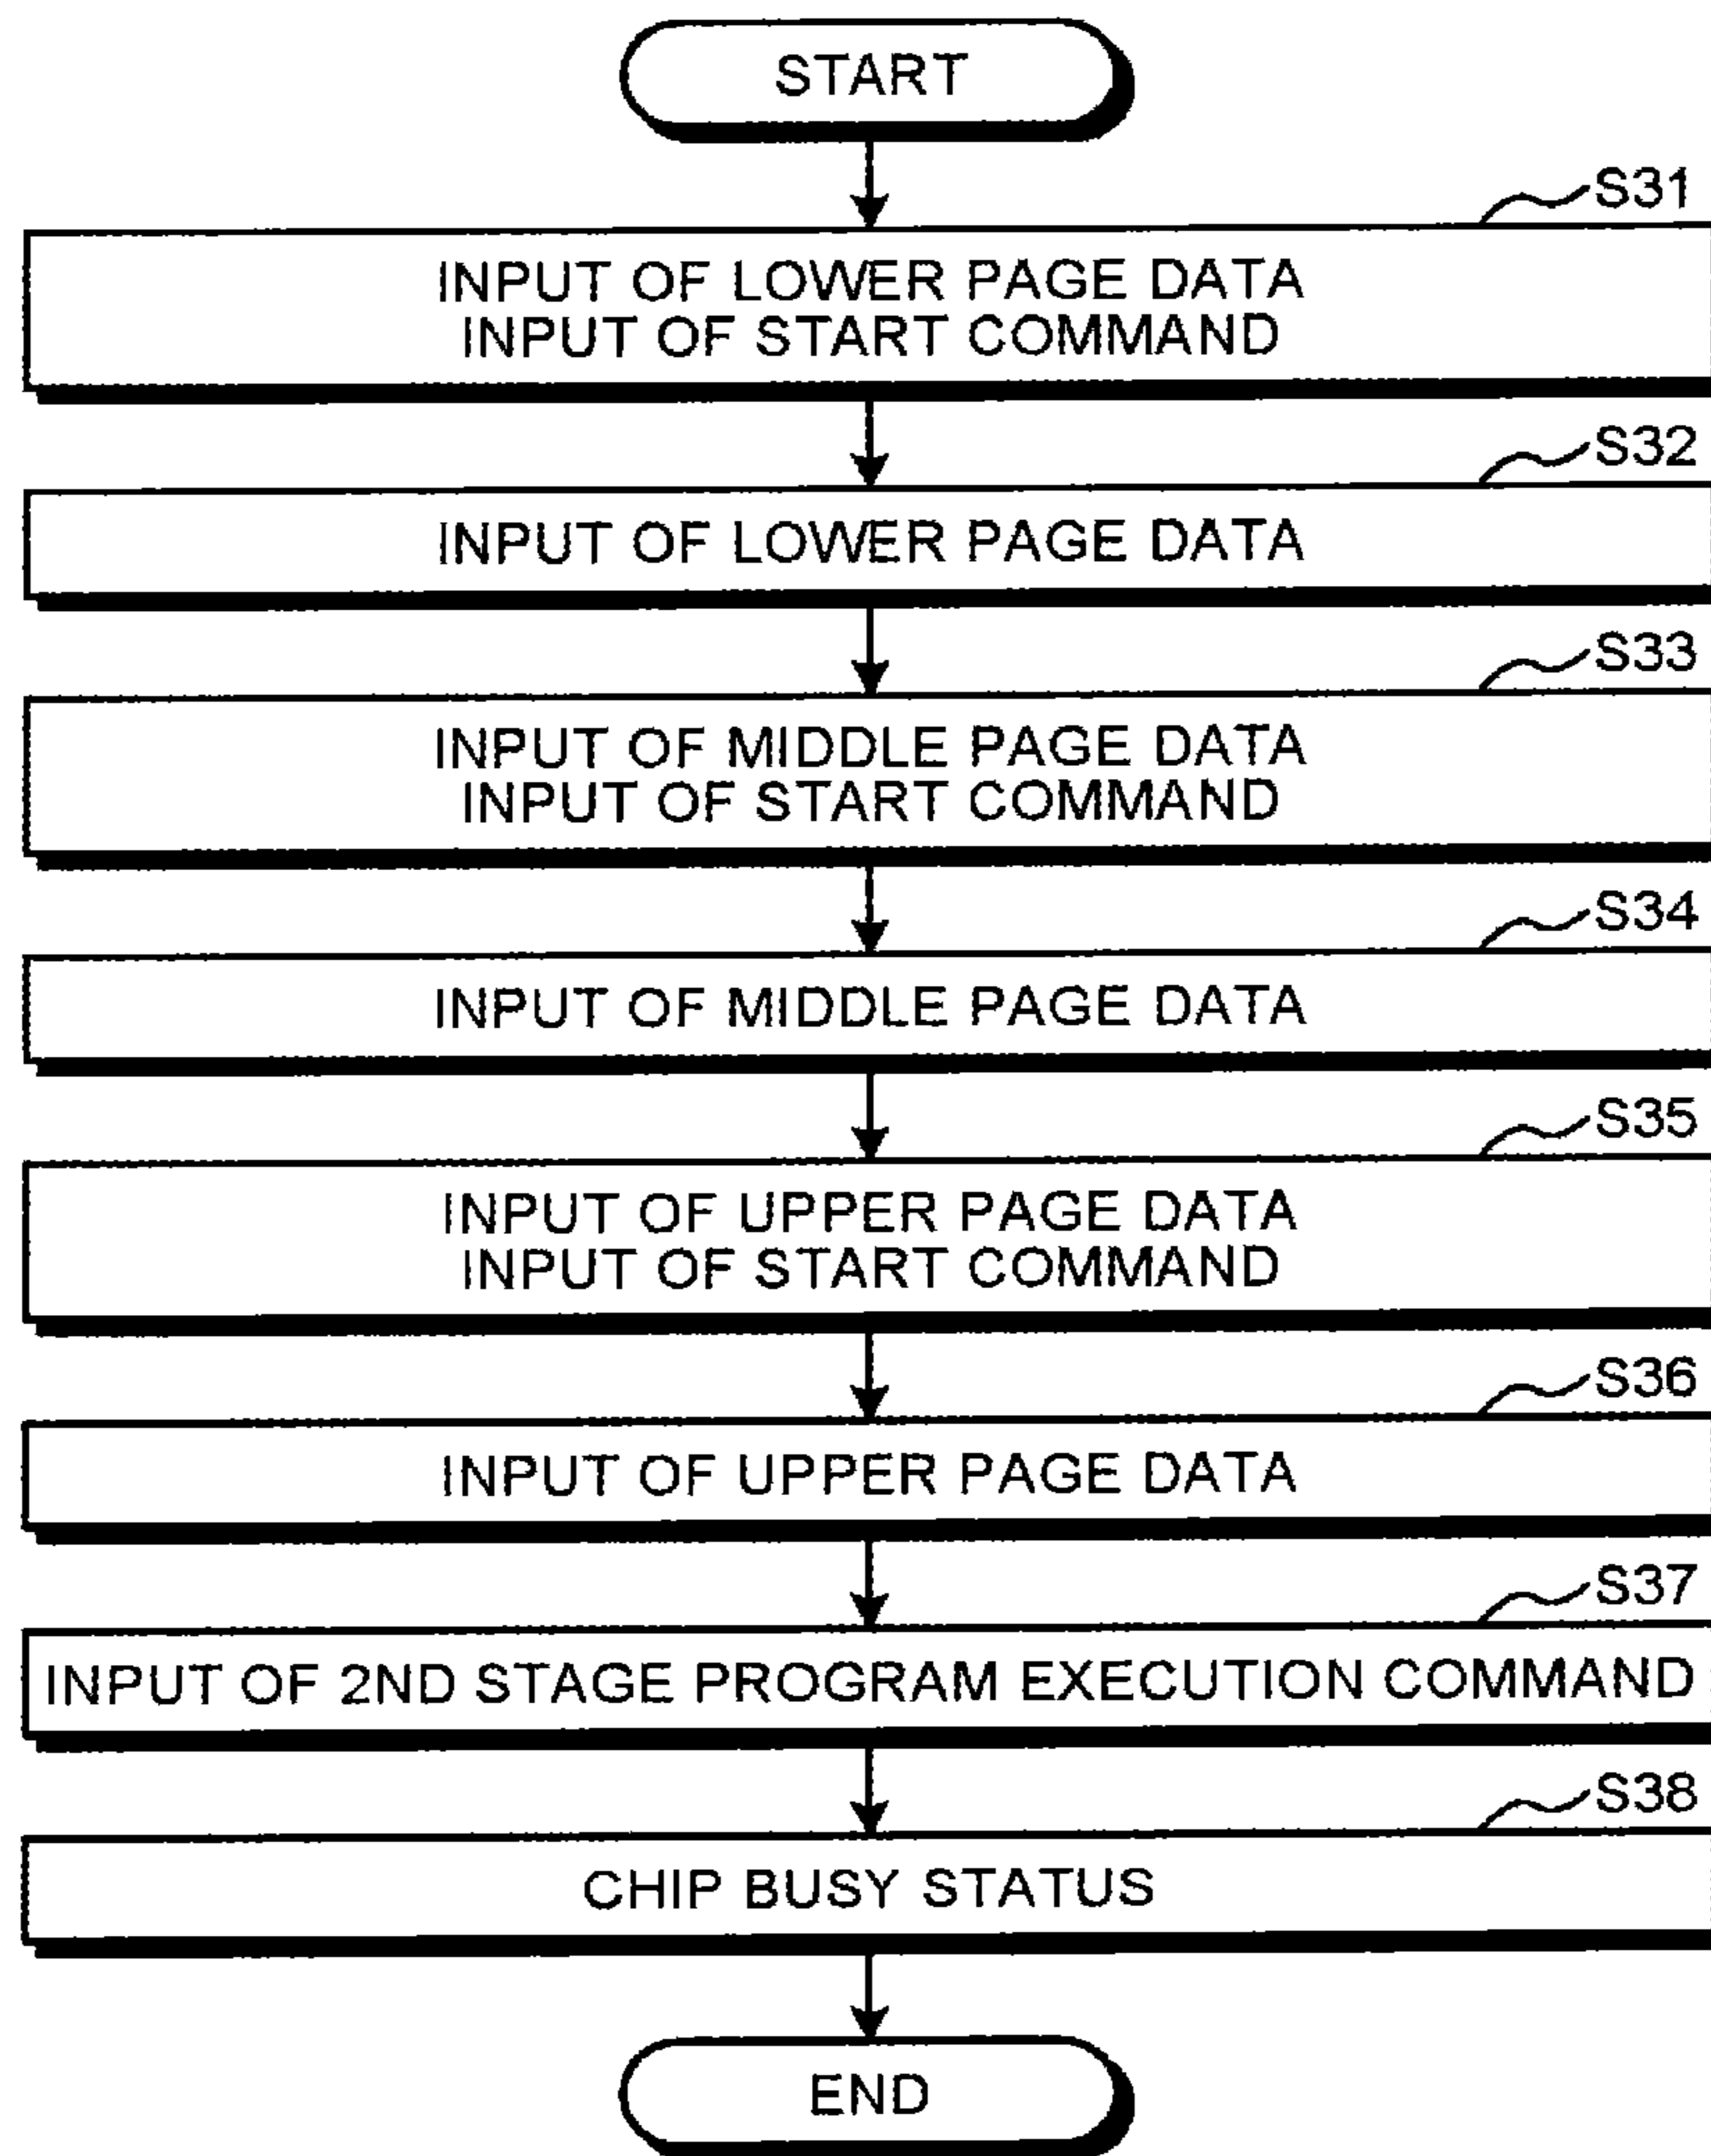 START
S31
INPUT OF LOWER PAGE DATA
INPUT OF START COMMAND
S32
INPUT OF LOWER PAGE DATA
S33
INPUT OF MIDDLE PAGE DATA
INPUT OF START COMMAND
S34
INPUT OF MIDDLE PAGE DATA
S35
INPUT OF UPPER PAGE DATA
INPUT OF START COMMAND
S36
INPUT OF UPPER PAGE DATA
S37
INPUT OF 2ND STAGE PROGRAM EXECUTION COMMAND
S38
CHIP BUSY STATUS
END